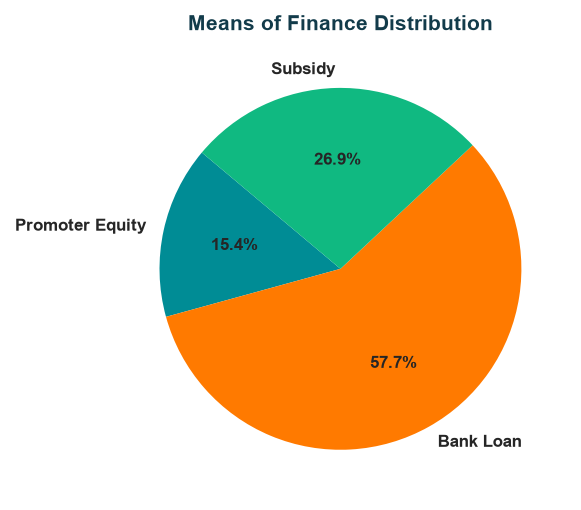 Means of Finance Distribution
Subsidy
26.9%
Promoter Equity
15.4%
57.7%
Bank Loan